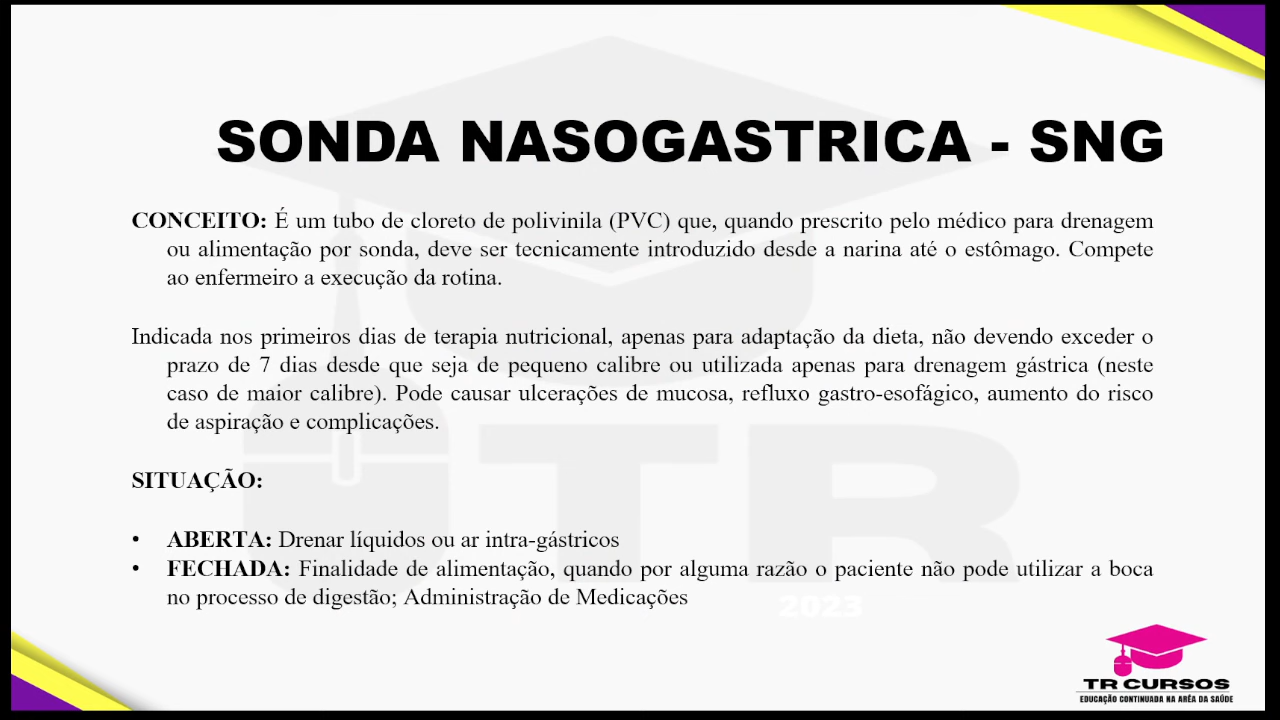 SONDA NASOGASTRICA - SNG
CONCEITO: É um tubo de cloreto de polivinila (PVC) que, quando prescrito pelo médico para drenagem
ou alimentação por sonda, deve ser tecnicamente introduzido desde a narina até o estômago. Compete
ao enfermeiro a execução da rotina.
Indicada nos primeiros dias de terapia nutricional, apenas para adaptação da dieta, não devendo exceder o
prazo de 7 dias desde que seja de pequeno calibre ou utilizada apenas para drenagem gástrica (neste
caso de maior calibre). Pode causar ulcerações de mucosa, refluxo gastro-esofágico, aumento do risco
de aspiração e complicações.
SITUAÇÃO:
• ABERTA: Drenar líquidos ou ar intra-gástricos
• FECHADA: Finalidade de alimentação, quando por alguma razão o paciente não pode utilizar a boca
no processo de digestão; Administração de Medicações
TR
2023
TR CURSOS
EDUCAÇÃO CONTINUADA NA ARÊA DA SAÚDE